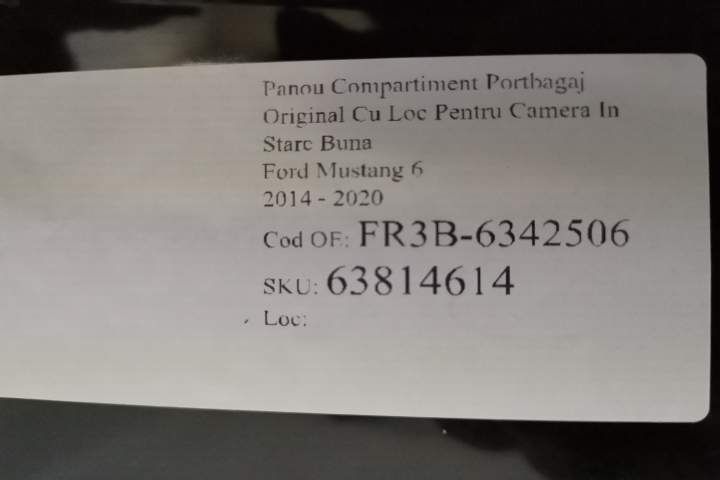 Panou Compartiment Portbagaj
Original Cu Loc Pentru Camera In
Stare Buna
Ford Mustang 6
2014 - 2020
Cod OE: FR3B-6342506
SKU: 63814614
Loc: